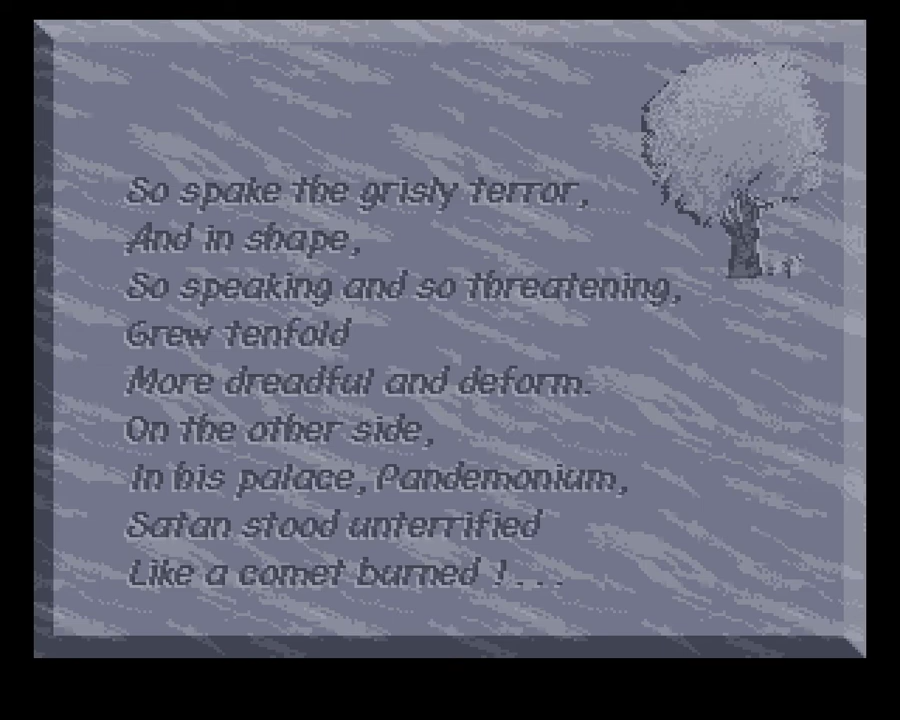 So spake the grisly terror,
And in shape,
So speaking and so threatening,
Grew tenfold
More dreadful and deform.
On the other side,
In his palace, Pandemonium,
Satan stood unterrified
Like a comet burned !...